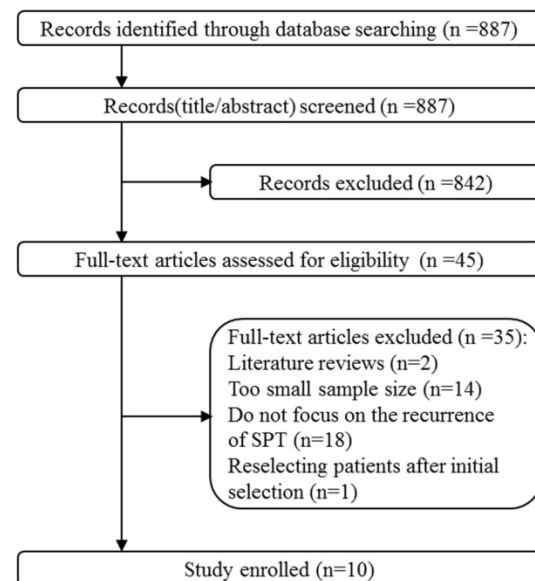 Records identified through database searching (n =887)
Records(title/abstract) screened (n =887)
Records excluded (n =842)
Full-text articles assessed for eligibility (n =45)
Full-text articles excluded (n =35):
Literature reviews (n=2)
Too small sample size (n=14)
Do not focus on the recurrence
of SPT (n=18)
Reselecting patients after initial
selection (n=1)
Study enrolled (n=10)